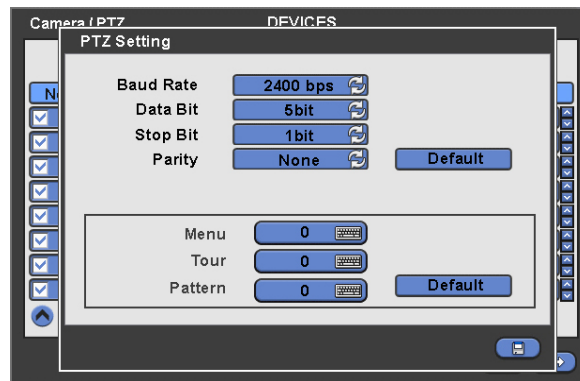 Camera / PTZ DEVICES
PTZ Setting
Baud Rate 2400 bps
Data Bit 5bit
Stop Bit 1bit
Parity None Default
Menu 0
Tour 0
Pattern 0 Default